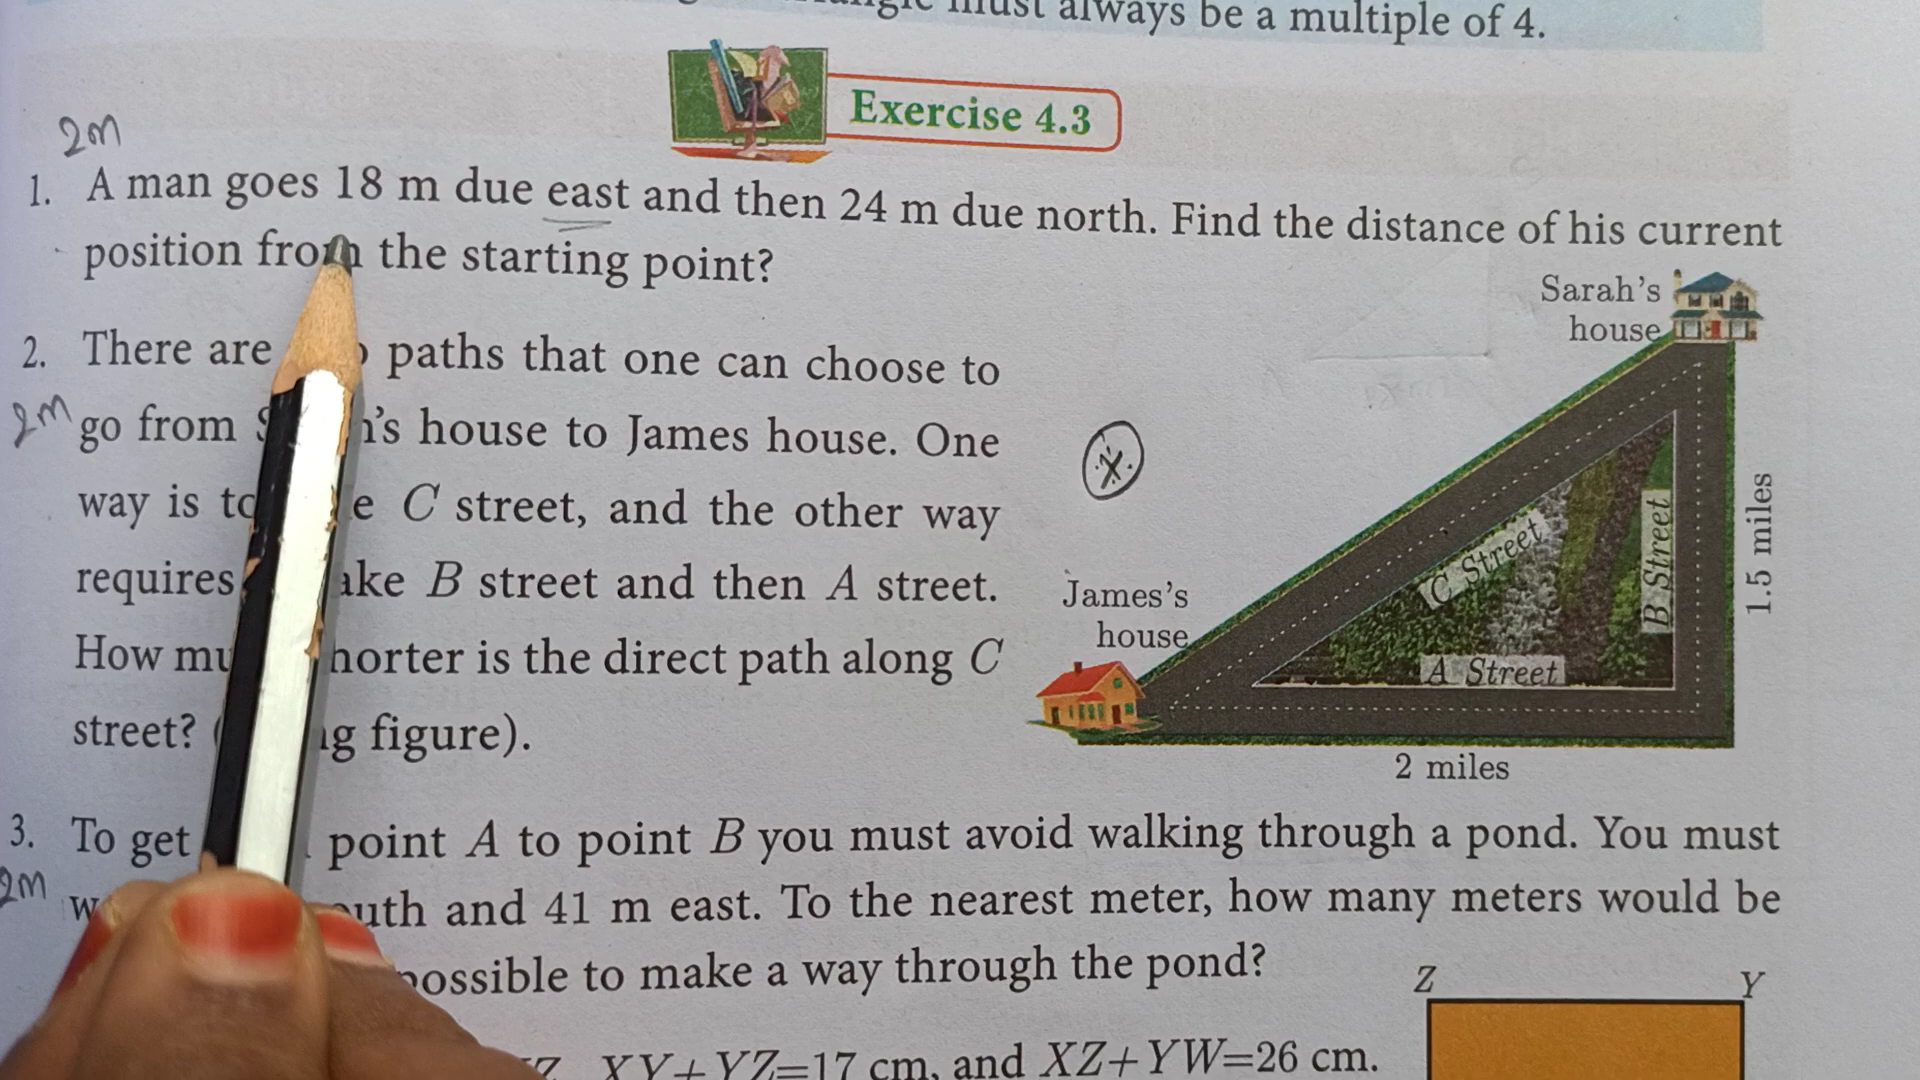 must always be a multiple of 4.
Exercise 4.3
2m
1. A man goes 18 m due east and then 24 m due north. Find the distance of his current
position from the starting point?
Sarah's
house
2. There are paths that one can choose to
2m go from 's house to James house. One
way is C street, and the other way
requires B street and then A street.
How is the direct path along C
street? figure).
James's
house
C Street
B Street
A Street
1.5 miles
2 miles
3. To get point A to point B you must avoid walking through a pond. You must
2m and 41 m east. To the nearest meter, how many meters would be
possible to make a way through the pond?
Z Y
XY+YZ=17 cm, and XZ+YW=26 cm.